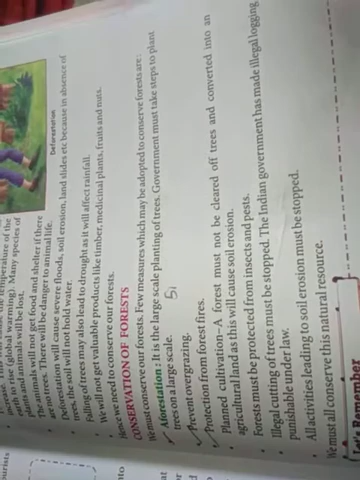 increase the temperature of the
earth to rise (global warming). Many species of
plants and animals will be lost.
The animals will not get food and shelter if there
are no trees. There will be danger to animal life.
Deforestation
Deforestation will cause severe floods, soil erosion, land slides etc because in absence of
trees, the soil will not hold water.
Falling of trees may also lead to drought as it will affect rainfall.
We will not get valuable products like timber, medicinal plants, fruits and nuts.
Hence we need to conserve our forests.
CONSERVATION OF FORESTS
We must conserve our forests. Few measures which may be adopted to conserve forests are :
Aforestation : It is the large scale planting of trees. Government must take steps to plant
trees on a large scale.
Prevent overgrazing.
Protection from forest fires.
Planned cultivation– A forest must not be cleared off trees and converted into an
agricultural land as this will cause soil erosion.
Forests must be protected from insects and pests.
Illegal cutting of trees must be stopped. The Indian government has made illegal logging
punishable under law.
All activities leading to soil erosion must be stopped.
We must all conserve this natural resource.
Let's Remember